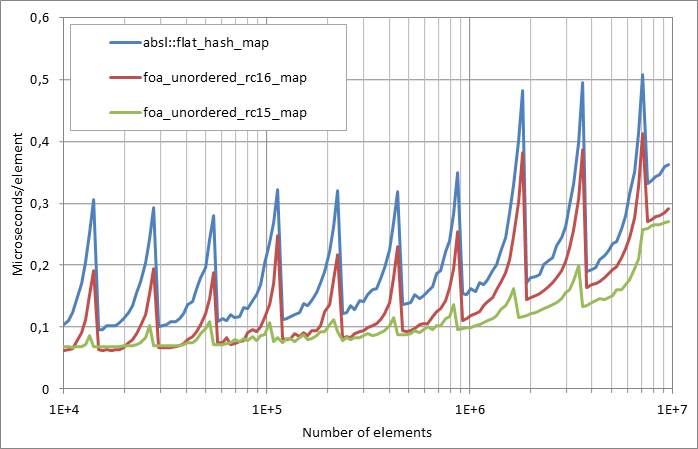 0,6
absl::flat_hash_map
foa_unordered_rc16_map
foa_unordered_rc15_map
0,5
0,4
0,3
0,2
0,1
0
Microseconds/element
1E+4
1E+5
1E+6
1E+7
Number of elements